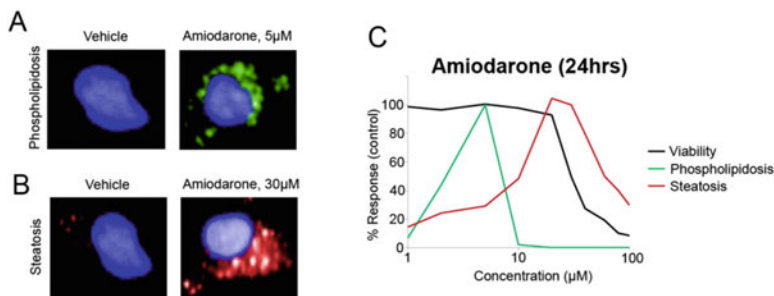 A
Vehicle
Amiodarone, 5µM
Phospholipidosis
B
Vehicle
Amiodarone, 30µM
Steatosis
C
Amiodarone (24hrs)
% Response (control)
100
80
60
40
20
0
1
10
100
Concentration (µM)
Viability
Phospholipidosis
Steatosis